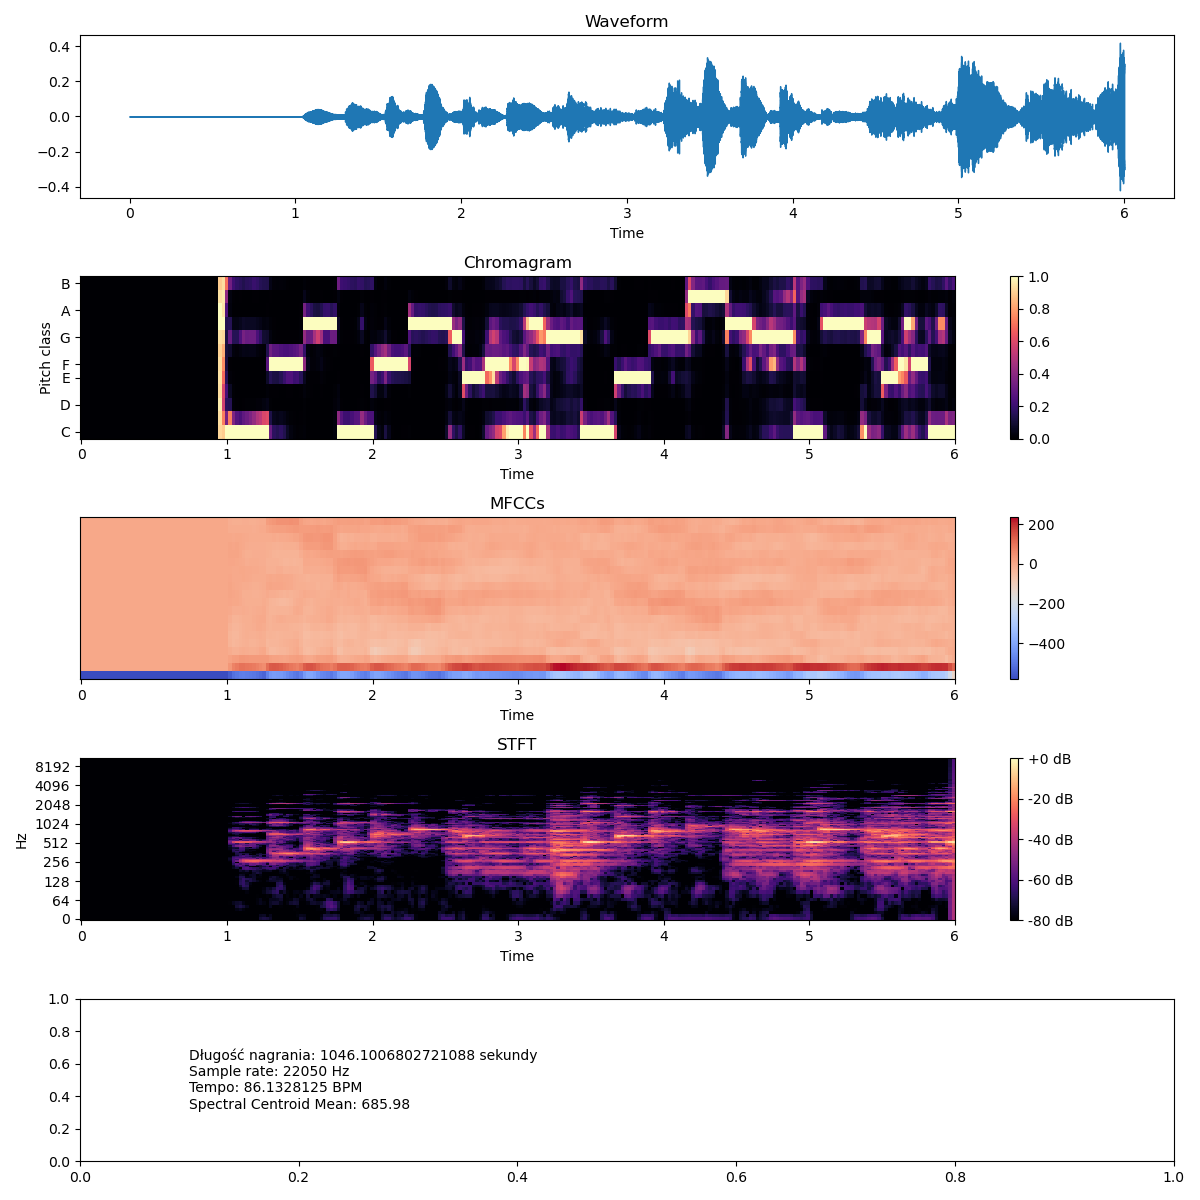 Waveform
0.4
0.2
0.0
−0.2
−0.4
0 1 2 3 4 5 6
Time
Chromagram
Pitch class
B
A
G
F
E
D
C
0 1 2 3 4 5 6
Time
1.0
0.8
0.6
0.4
0.2
0.0
MFCCs
0 1 2 3 4 5 6
Time
200
0
−200
−400
STFT
Hz
8192
4096
2048
1024
512
256
128
64
0
0 1 2 3 4 5 6
Time
+0 dB
-20 dB
-40 dB
-60 dB
-80 dB
1.0
0.8
0.6
0.4
0.2
0.0
Długość nagrania: 1046.1006802721088 sekundy
Sample rate: 22050 Hz
Tempo: 86.1328125 BPM
Spectral Centroid Mean: 685.98
0.0 0.2 0.4 0.6 0.8 1.0